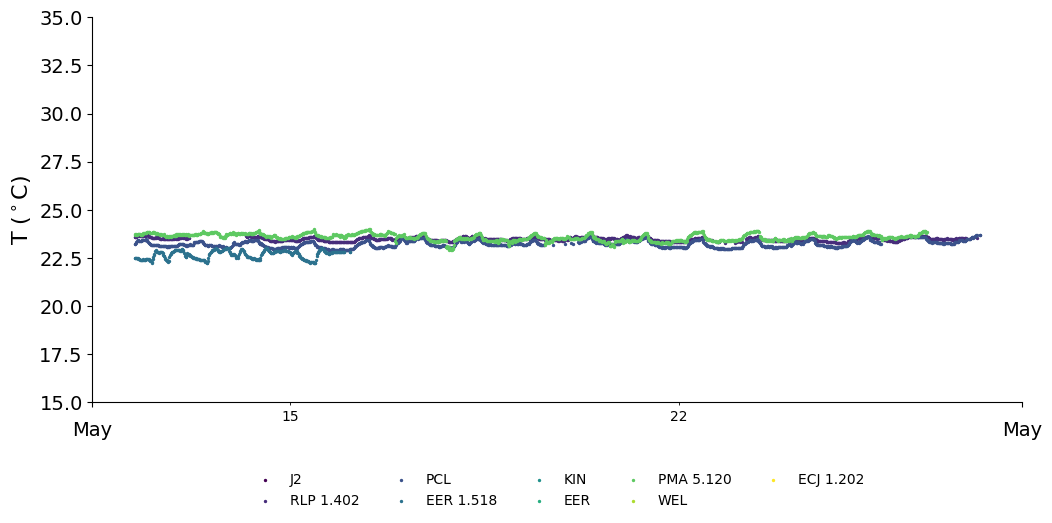 35.0
32.5
30.0
27.5
25.0
22.5
20.0
17.5
15.0
T (°C)
15
22
May
May
J2
PCL
KIN
PMA 5.120
ECJ 1.202
RLP 1.402
EER 1.518
EER
WEL